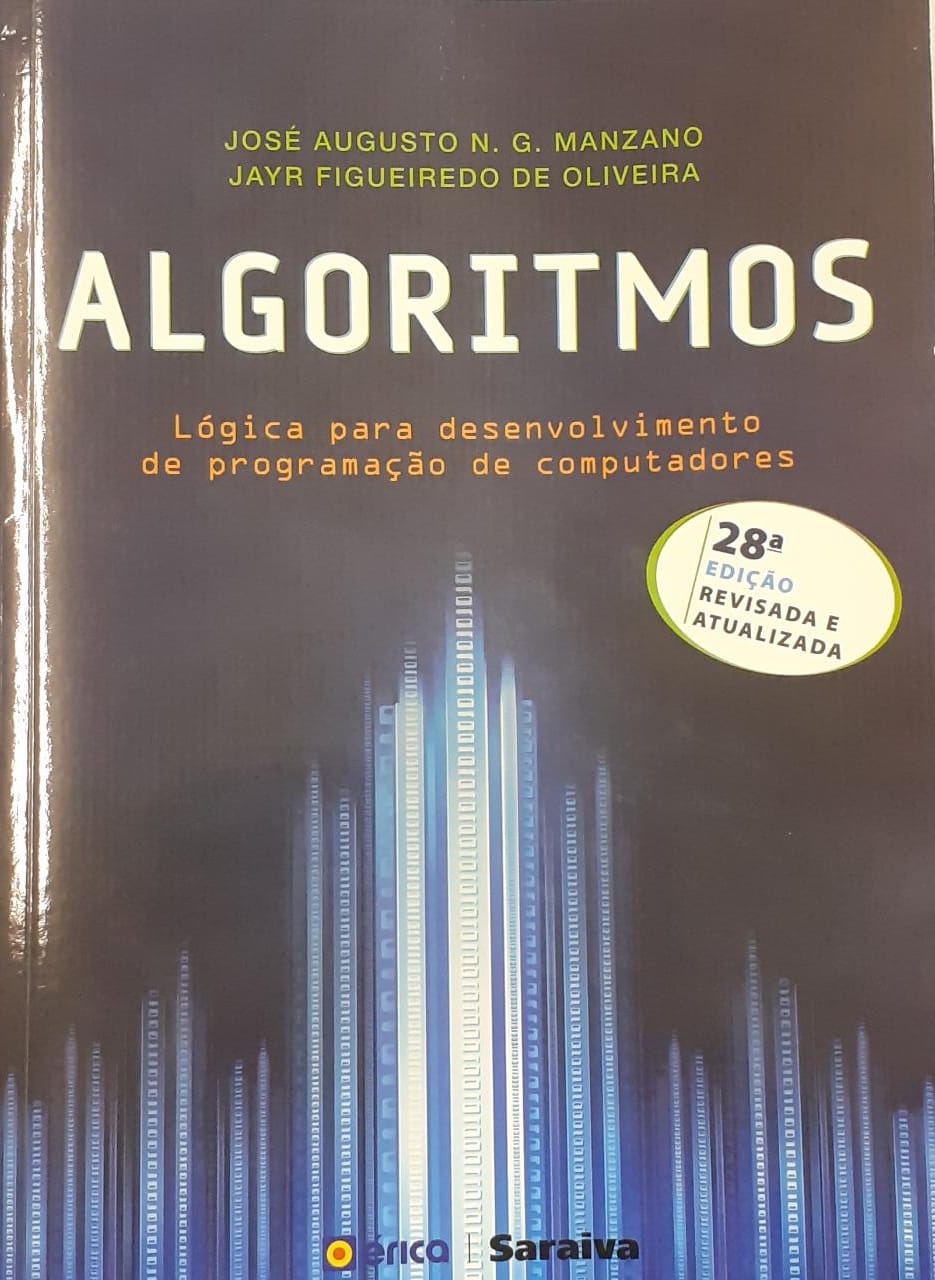 JOSÉ AUGUSTO N. G. MANZANO
JAYR FIGUEIREDO DE OLIVEIRA
ALGORITMOS
Lógica para desenvolvimento
de programação de computadores
28ª
EDIÇÃO
REVISADA E
ATUALIZADA
érica | Saraiva